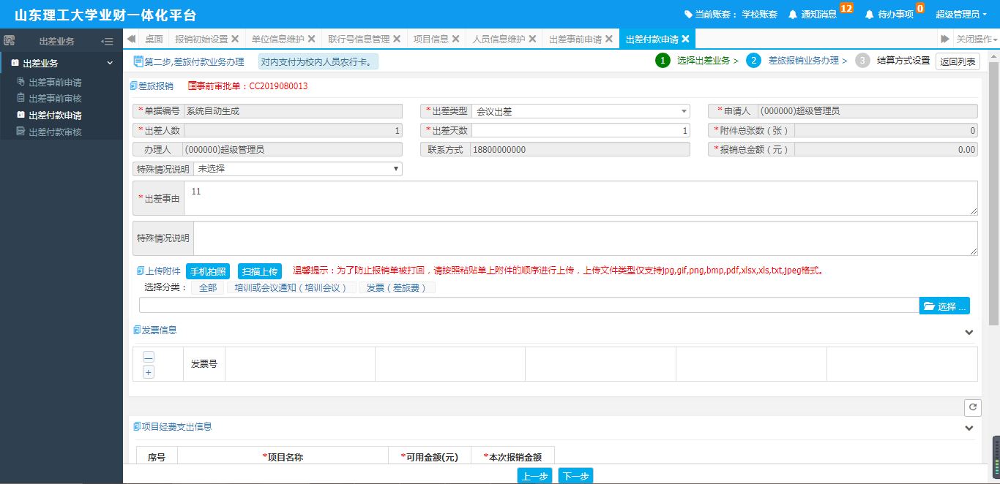 山东理工大学业财一体化平台
当前账套： 学校账套 通知消息 12 待办事项 0 超级管理员
出差业务
桌面 报销初始设置 单位信息维护 联行号信息管理 项目信息 人员信息维护 出差事前申请 出差付款申请 关闭操作
出差业务
出差事前申请
出差事前审核
出差付款申请
出差付款审核
第二步,差旅付款业务办理 对内支付为校内人员农行卡。 1 选择出差业务 > 2 差旅报销业务办理 > 3 结算方式设置 返回列表
差旅报销 事前审批单：CC2019080013
*单据编号 系统自动生成 *出差类型 会议出差 *申请人 (000000)超级管理员
*出差人数 1 *出差天数 1 *附件总张数（张） 0
办理人 (000000)超级管理员 联系方式 18800000000 *报销总金额（元） 0.00
特殊情况说明 未选择
*出差事由 11
特殊情况说明
上传附件 手机拍照 扫描上传 温馨提示：为了防止报销单被打回，请按照粘贴单上附件的顺序进行上传，上传文件类型仅支持jpg,gif,png,bmp,pdf,xlsx,xls,txt,jpeg格式。
选择分类： 全部 培训或会议通知（培训会议） 发票（差旅费）
选择 ...
发票信息
发票号
项目经费支出信息
序号 *项目名称 *可用金额(元) *本次报销金额
上一步 下一步